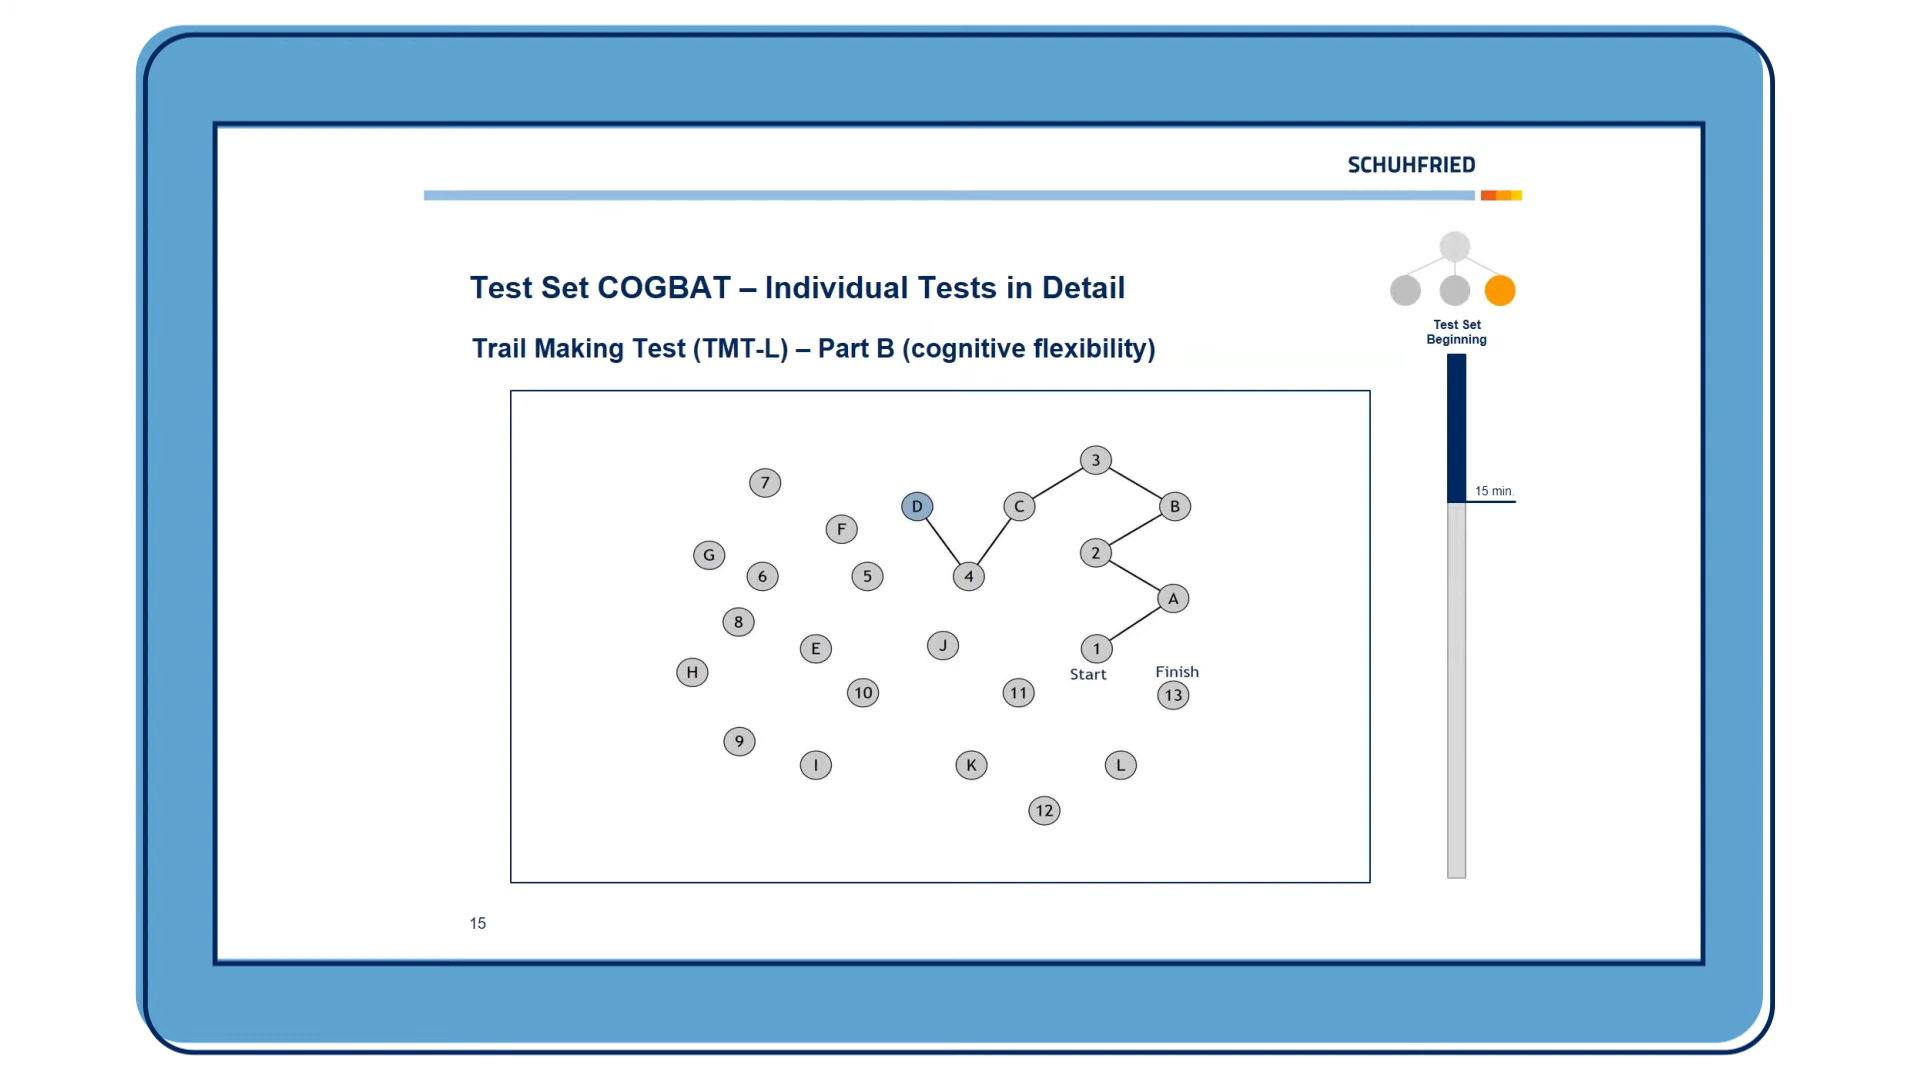 SCHUHFRIED
Test Set COGBAT – Individual Tests in Detail
Test Set
Beginning
Trail Making Test (TMT-L) – Part B (cognitive flexibility)
3
7
D
C
B
15 min.
F
G
2
6
5
4
A
8
E
J
1
H
Start
Finish
10
11
13
9
I
K
L
12
15